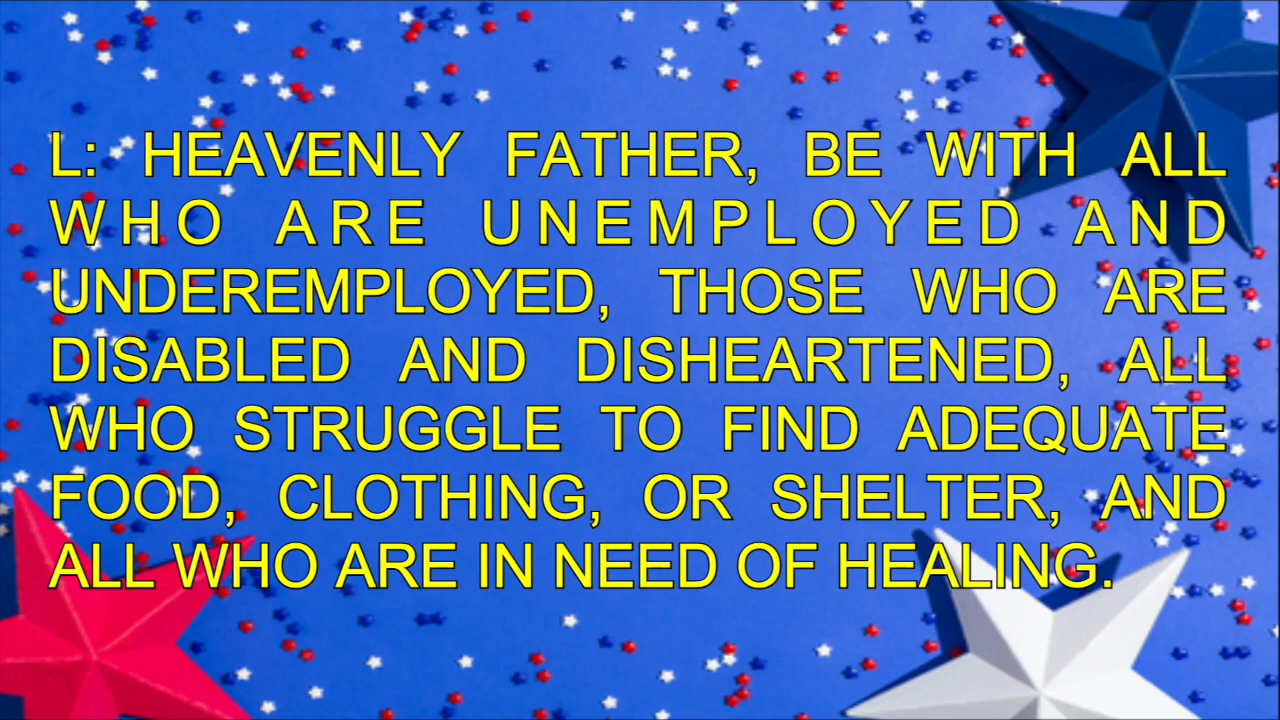 L: HEAVENLY FATHER, BE WITH ALL
WHO ARE UNEMPLOYED AND
UNDEREMPLOYED, THOSE WHO ARE
DISABLED AND DISHEARTENED, ALL
WHO STRUGGLE TO FIND ADEQUATE
FOOD, CLOTHING, OR SHELTER, AND
ALL WHO ARE IN NEED OF HEALING.